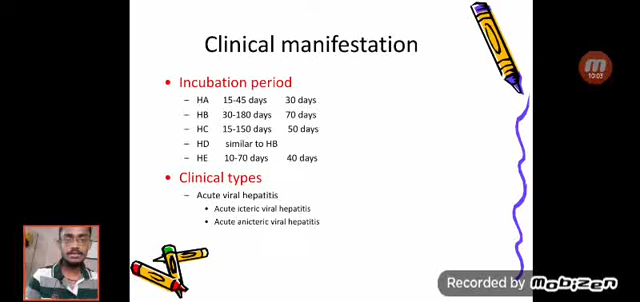 Clinical manifestation
• Incubation period
– HA 15-45 days 30 days
– HB 30-180 days 70 days
– HC 15-150 days 50 days
– HD similar to HB
– HE 10-70 days 40 days
• Clinical types
– Acute viral hepatitis
• Acute icteric viral hepatitis
• Acute anicteric viral hepatitis
10:03
Recorded by Mobizen